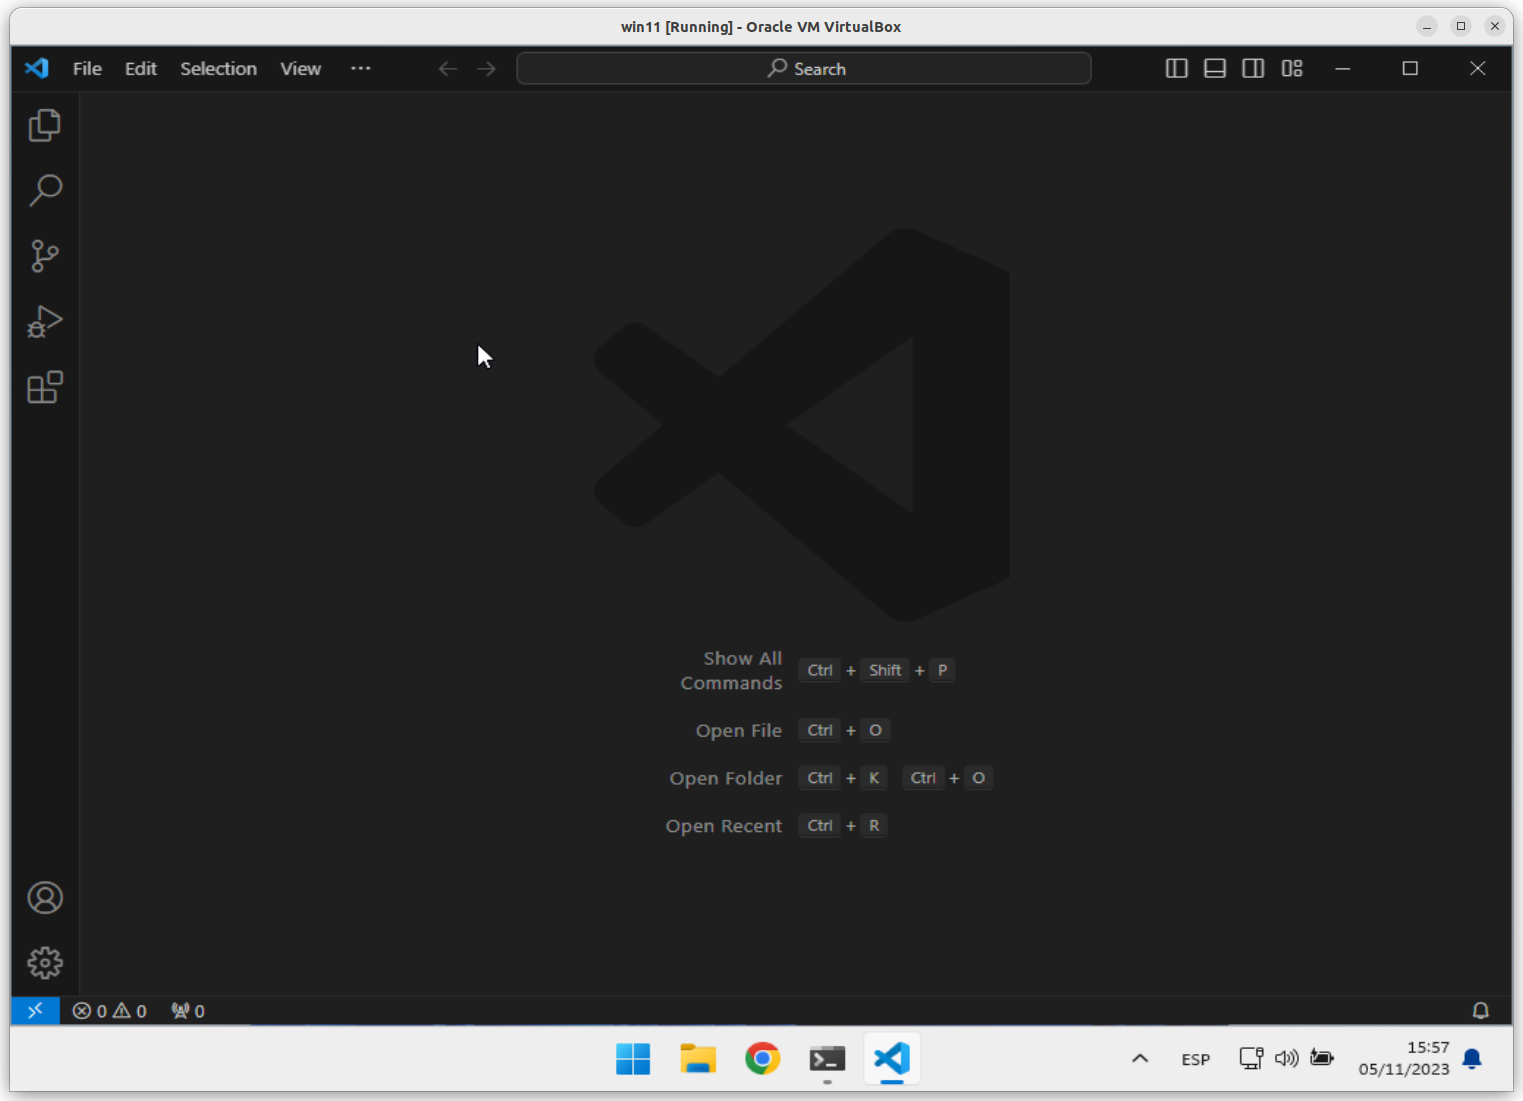 win11 [Running] - Oracle VM VirtualBox
File Edit Selection View ··· Search
Show All Commands Ctrl + Shift + P
Open File Ctrl + O
Open Folder Ctrl + K Ctrl + O
Open Recent Ctrl + R
0 0 0
ESP
15:57
05/11/2023